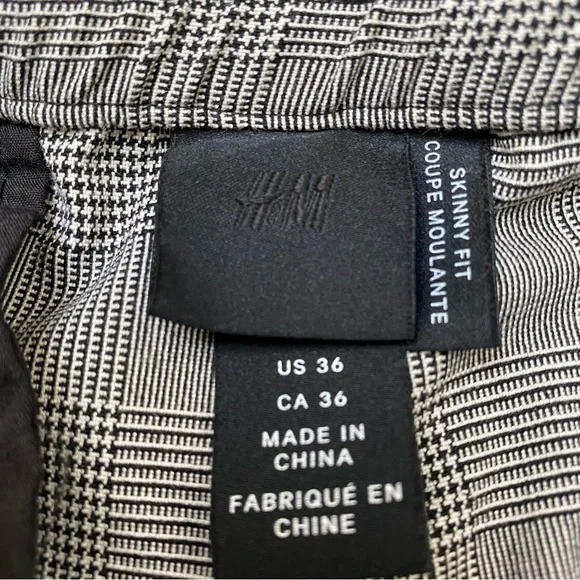 H&M
SKINNY FIT
COUPE MOULANTE
US 36
CA 36
MADE IN
CHINA
FABRIQUÉ EN
CHINE